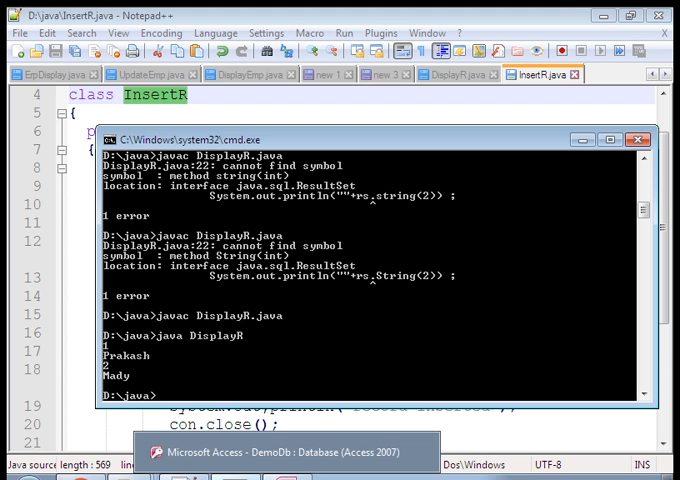 D:\java\InsertR.java - Notepad++
File Edit Search View Encoding Language Settings Macro Run Plugins Window ? X
ErpDisplay.java UpdateEmp.java DisplayEmp.java new 1 new 3 DisplayR.java InsertR.java
4 class InsertR
5 {
6 p
7 {
8
9
10
11
12
13
14
15
16
17
18
C:\Windows\system32\cmd.exe
D:\java>javac DisplayR.java
DisplayR.java:22: cannot find symbol
symbol : method string(int)
location: interface java.sql.ResultSet
System.out.println(""+rs.string(2)) ;
^
1 error
D:\java>javac DisplayR.java
DisplayR.java:22: cannot find symbol
symbol : method String(int)
location: interface java.sql.ResultSet
System.out.println(""+rs.String(2)) ;
^
1 error
D:\java>javac DisplayR.java
D:\java>java DisplayR
1
Prakash
2
Mady
D:\java>
19 System.out.println("record inserted");
20 con.close();
21
Microsoft Access - DemoDb : Database (Access 2007)
Java source length : 569 line Dos\Windows UTF-8 INS